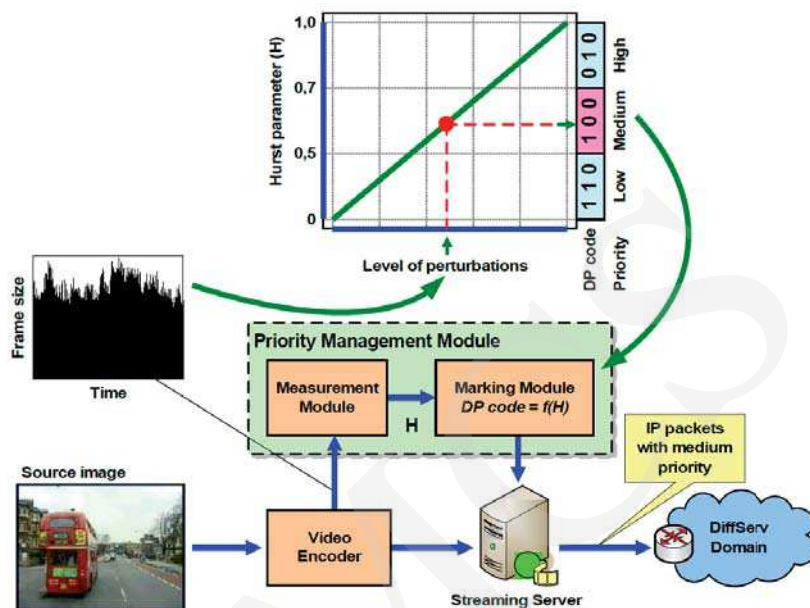 Hurst parameter (H)
1,0
0,7
0,5
0
0 1 0
1 0 0
1 1 0
DP code
High
Medium
Low
Priority
Level of perturbations
Frame size
Time
Priority Management Module
Measurement
Module
H
Marking Module
DP code = f(H)
IP packets
with medium
priority
Source image
Video
Encoder
Streaming Server
DiffServ
Domain